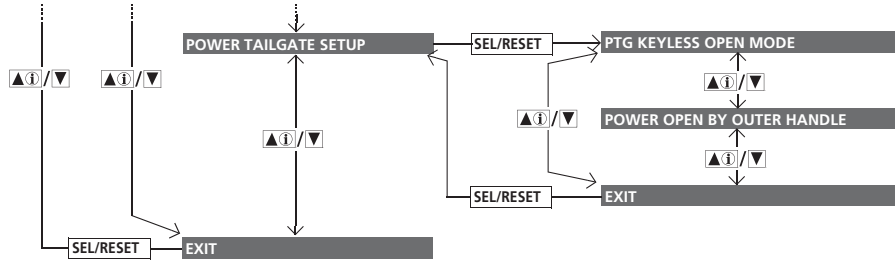 POWER TAILGATE SETUP
SEL/RESET
PTG KEYLESS OPEN MODE
▲ⓘ/▼
▲ⓘ/▼
▲ⓘ/▼
▲ⓘ/▼
POWER OPEN BY OUTER HANDLE
▲ⓘ/▼
▲ⓘ/▼
SEL/RESET
EXIT
SEL/RESET
EXIT